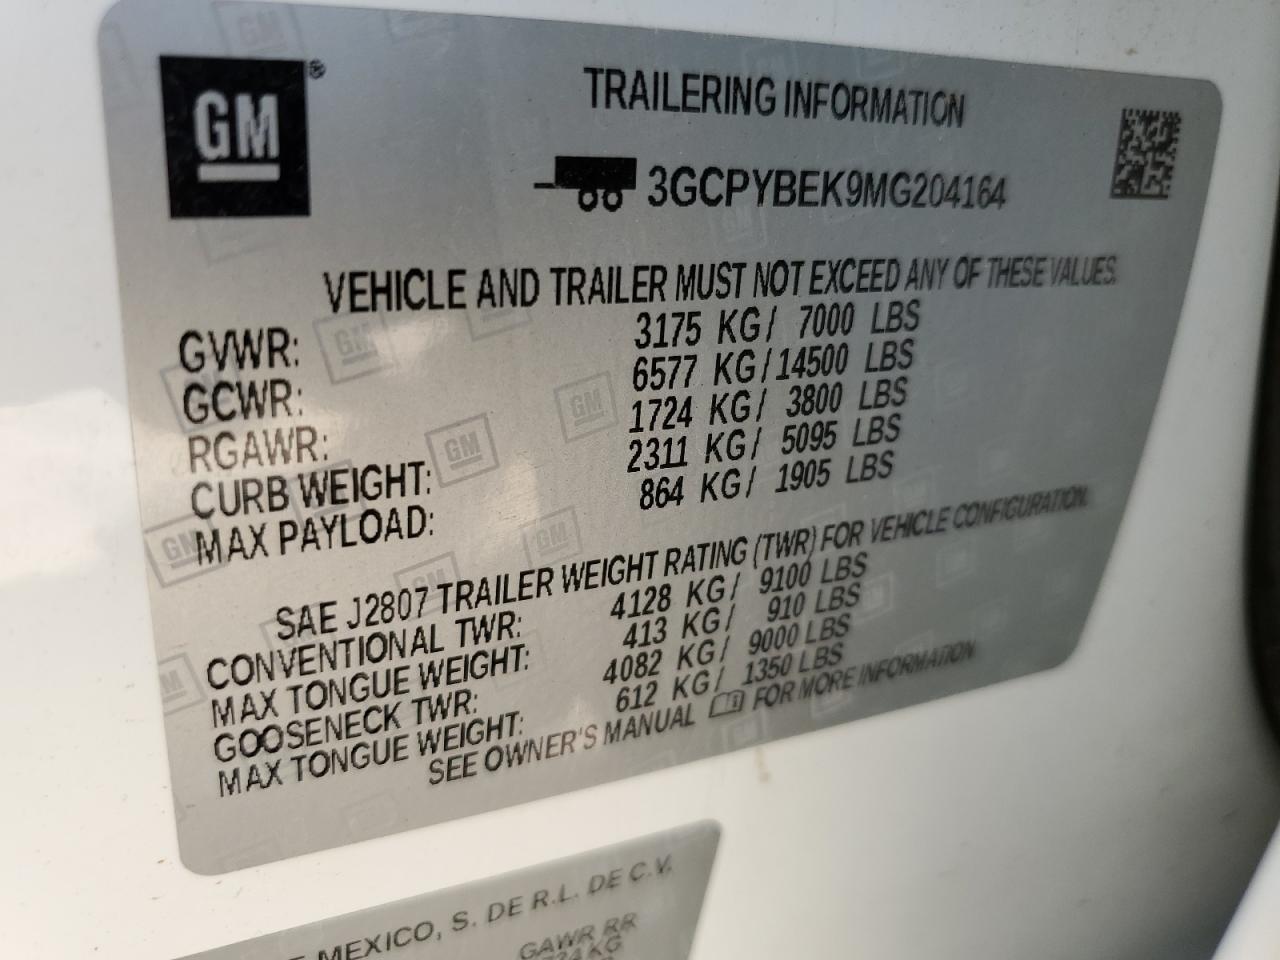 GM®
TRAILERING INFORMATION
3GCPYBEK9MG204164
VEHICLE AND TRAILER MUST NOT EXCEED ANY OF THESE VALUES.
GVWR: 3175 KG/ 7000 LBS
GCWR: 6577 KG/14500 LBS
RGAWR: 1724 KG/ 3800 LBS
CURB WEIGHT: 2311 KG/ 5095 LBS
MAX PAYLOAD: 864 KG/ 1905 LBS
SAE J2807 TRAILER WEIGHT RATING (TWR) FOR VEHICLE CONFIGURATION.
CONVENTIONAL TWR: 4128 KG/ 9100 LBS
MAX TONGUE WEIGHT: 413 KG/ 910 LBS
GOOSENECK TWR: 4082 KG/ 9000 LBS
MAX TONGUE WEIGHT: 612 KG/ 1350 LBS
SEE OWNER'S MANUAL FOR MORE INFORMATION
MEXICO, S. DE R.L. DE C.V.
GAWR RR
KG